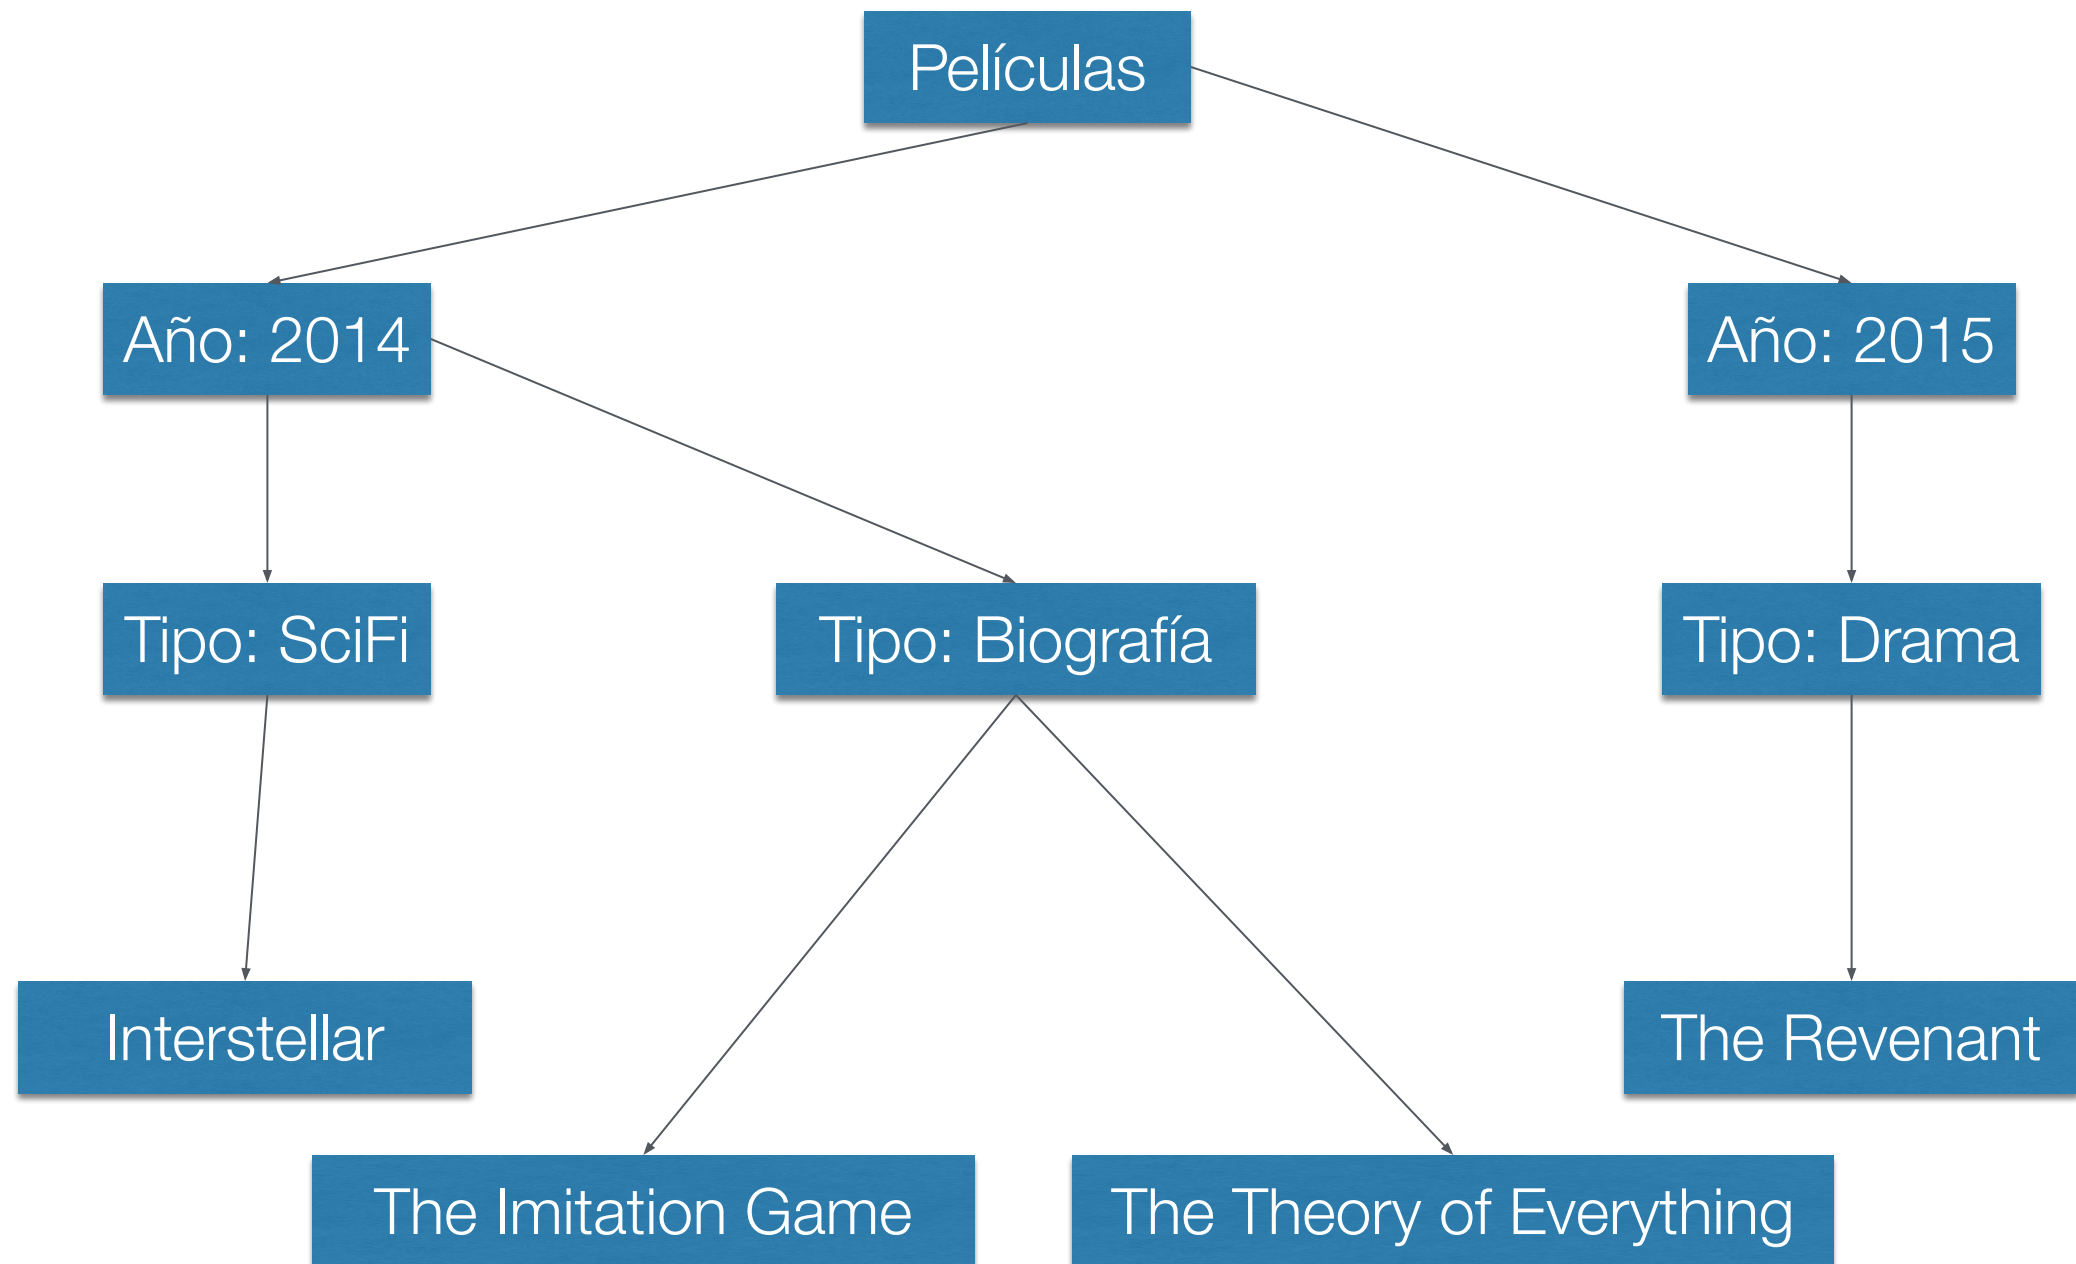 Películas
Año: 2014
Año: 2015
Tipo: SciFi
Tipo: Biografía
Tipo: Drama
Interstellar
The Revenant
The Imitation Game
The Theory of Everything